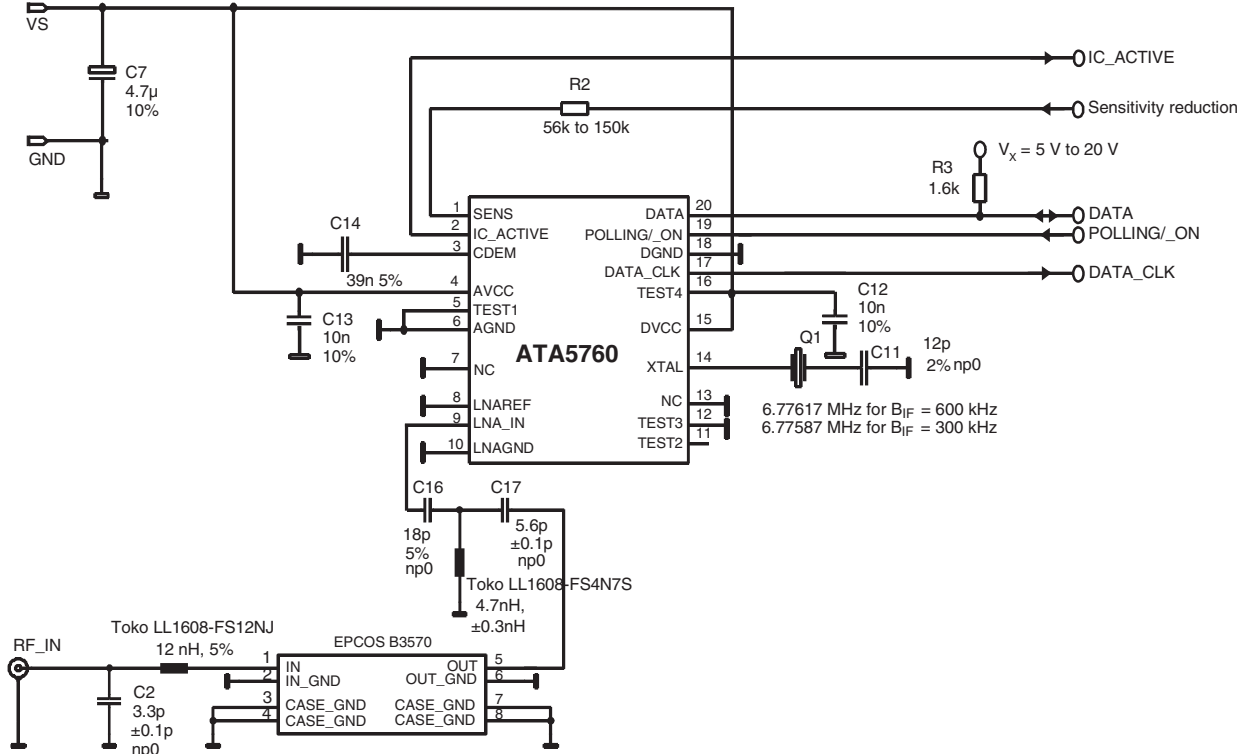 VS
C7
4.7µ
10%
GND
IC_ACTIVE
R2
56k to 150k
Sensitivity reduction
VX = 5 V to 20 V
R3
1.6k
DATA
POLLING/_ON
DATA_CLK
C14
39n 5%
C13
10n
10%
1 SENS
2 IC_ACTIVE
3 CDEM
4 AVCC
5 TEST1
6 AGND
7 NC
8 LNAREF
9 LNA_IN
10 LNAGND
ATA5760
DATA 20
POLLING/_ON 19
DGND 18
DATA_CLK 17
TEST4 16
DVCC 15
XTAL 14
NC 13
TEST3 12
TEST2 11
C12
10n
10%
Q1
C11
12p
2% np0
6.77617 MHz for BIF = 600 kHz
6.77587 MHz for BIF = 300 kHz
C16
18p
5%
np0
C17
5.6p
±0.1p
np0
Toko LL1608-FS4N7S
4.7nH,
±0.3nH
RF_IN
Toko LL1608-FS12NJ
12 nH, 5%
C2
3.3p
±0.1p
np0
EPCOS B3570
1 IN
2 IN_GND
3 CASE_GND
4 CASE_GND
OUT 5
OUT_GND 6
CASE_GND 7
CASE_GND 8